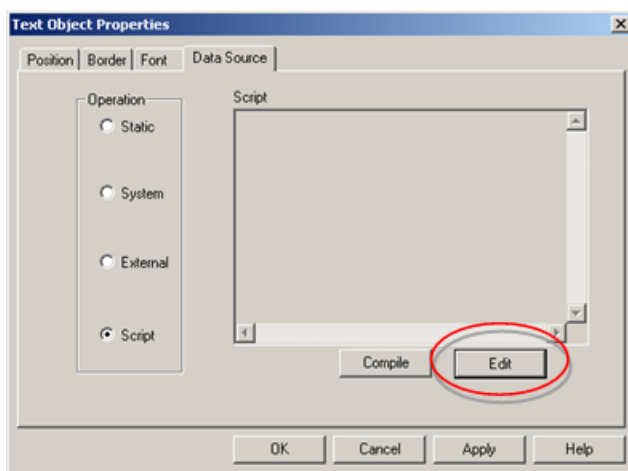 Text Object Properties
Position Border Font Data Source
Operation
Script
Static
System
External
Script
Compile Edit
OK Cancel Apply Help